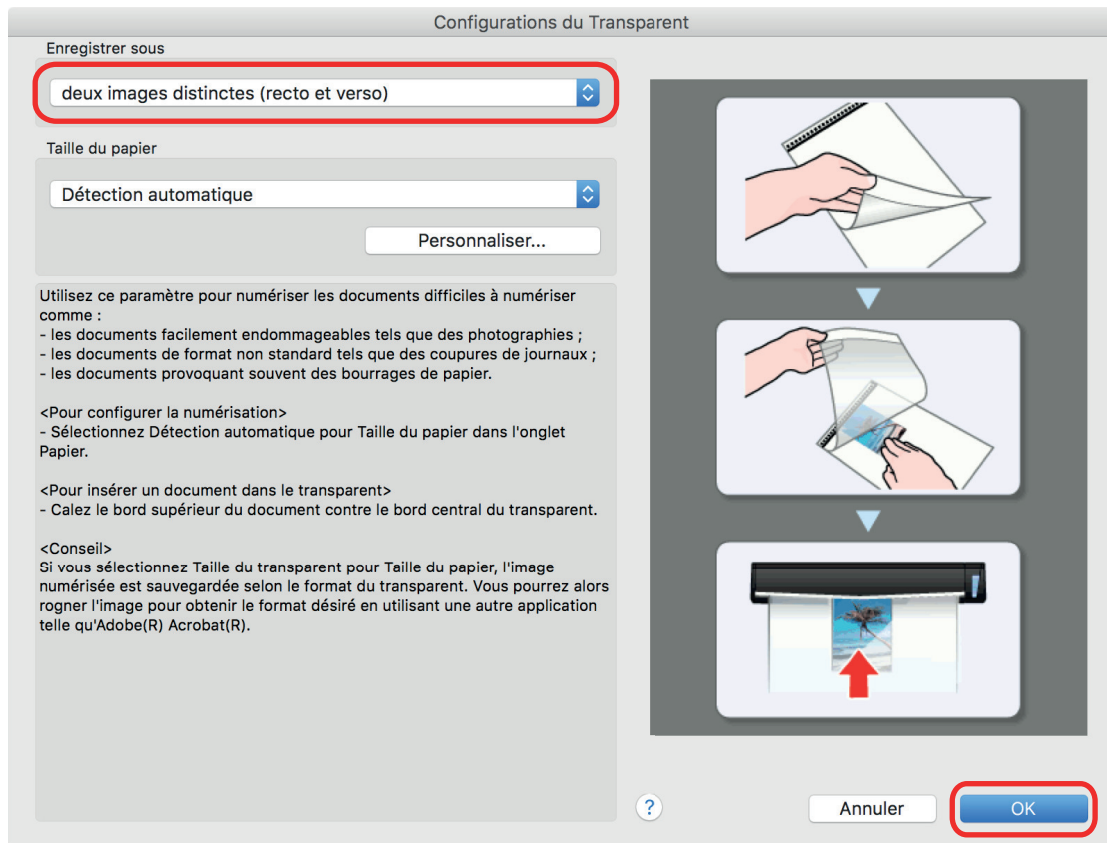 Configurations du Transparent
Enregistrer sous
deux images distinctes (recto et verso)
Taille du papier
Détection automatique
Personnaliser...
Utilisez ce paramètre pour numériser les documents difficiles à numériser
comme :
- les documents facilement endommageables tels que des photographies ;
- les documents de format non standard tels que des coupures de journaux ;
- les documents provoquant souvent des bourrages de papier.
<Pour configurer la numérisation>
- Sélectionnez Détection automatique pour Taille du papier dans l'onglet
Papier.
<Pour insérer un document dans le transparent>
- Calez le bord supérieur du document contre le bord central du transparent.
<Conseil>
Si vous sélectionnez Taille du transparent pour Taille du papier, l'image
numérisée est sauvegardée selon le format du transparent. Vous pourrez alors
rogner l'image pour obtenir le format désiré en utilisant une autre application
telle qu'Adobe(R) Acrobat(R).
?
Annuler
OK